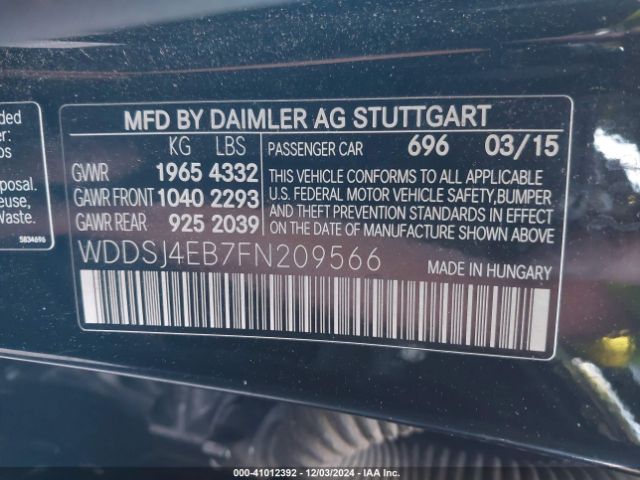 nded
er:
os
posal.
euse,
Waste.
5834696
MFD BY DAIMLER AG STUTTGART
KG LBS
GVWR 1965 4332
GAWR FRONT 1040 2293
GAWR REAR 925 2039
PASSENGER CAR 696 03/15
THIS VEHICLE CONFORMS TO ALL APPLICABLE
U.S. FEDERAL MOTOR VEHICLE SAFETY,BUMPER
AND THEFT PREVENTION STANDARDS IN EFFECT
ON THE DATE OF MANUFACTURE SHOWN ABOVE.
WDDSJ4EB7FN209566
MADE IN HUNGARY
000-41012392 - 12/03/2024 - IAA Inc.